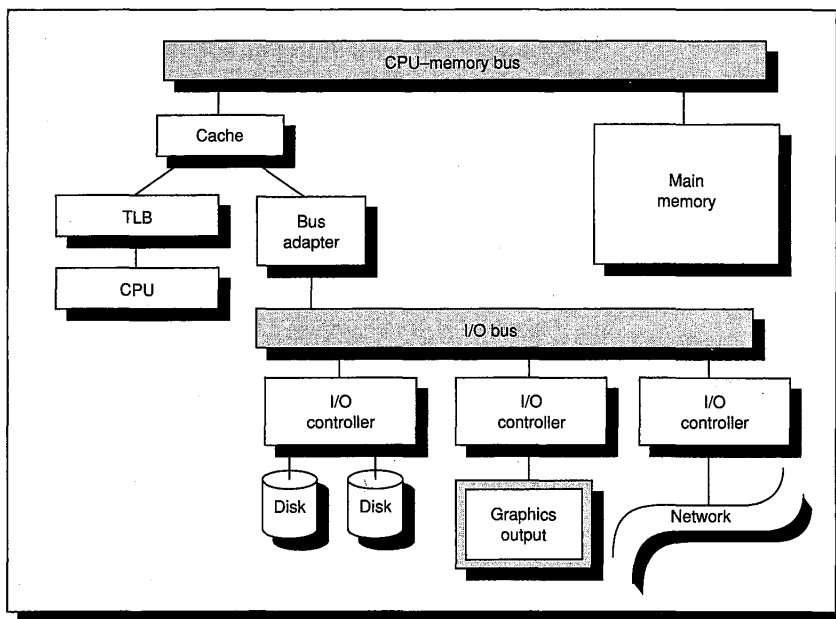 CPU–memory bus
Cache
Main
memory
TLB
Bus
adapter
CPU
I/O bus
I/O
controller
I/O
controller
I/O
controller
Disk
Disk
Graphics
output
Network